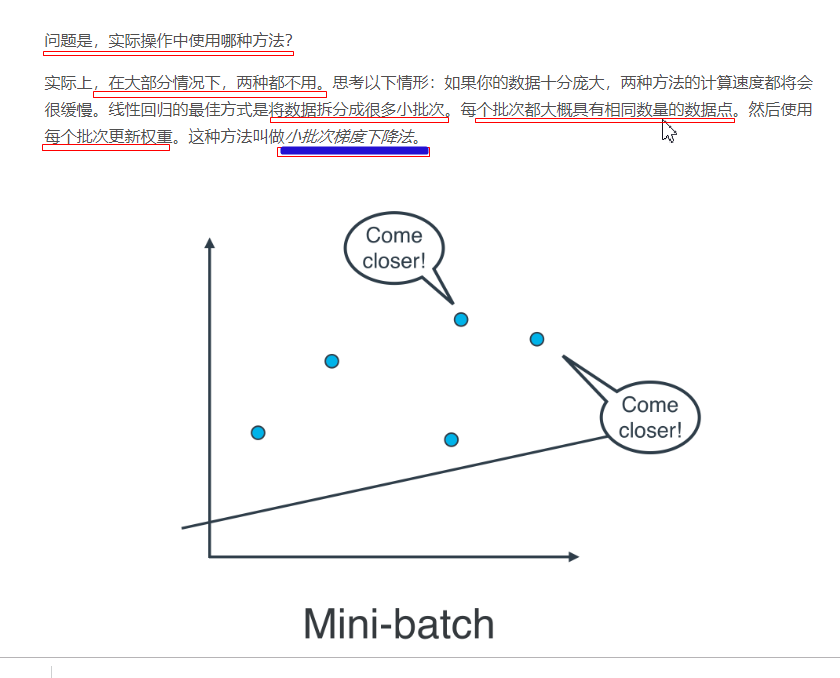 问题是，实际操作中使用哪种方法？
实际上，在大部分情况下，两种都不用。思考以下情形：如果你的数据十分庞大，两种方法的计算速度都将会
很缓慢。线性回归的最佳方式是将数据拆分成很多小批次。每个批次都大概具有相同数量的数据点。然后使用
每个批次更新权重。这种方法叫做小批次梯度下降法。
Come
closer!
Come
closer!
Mini-batch